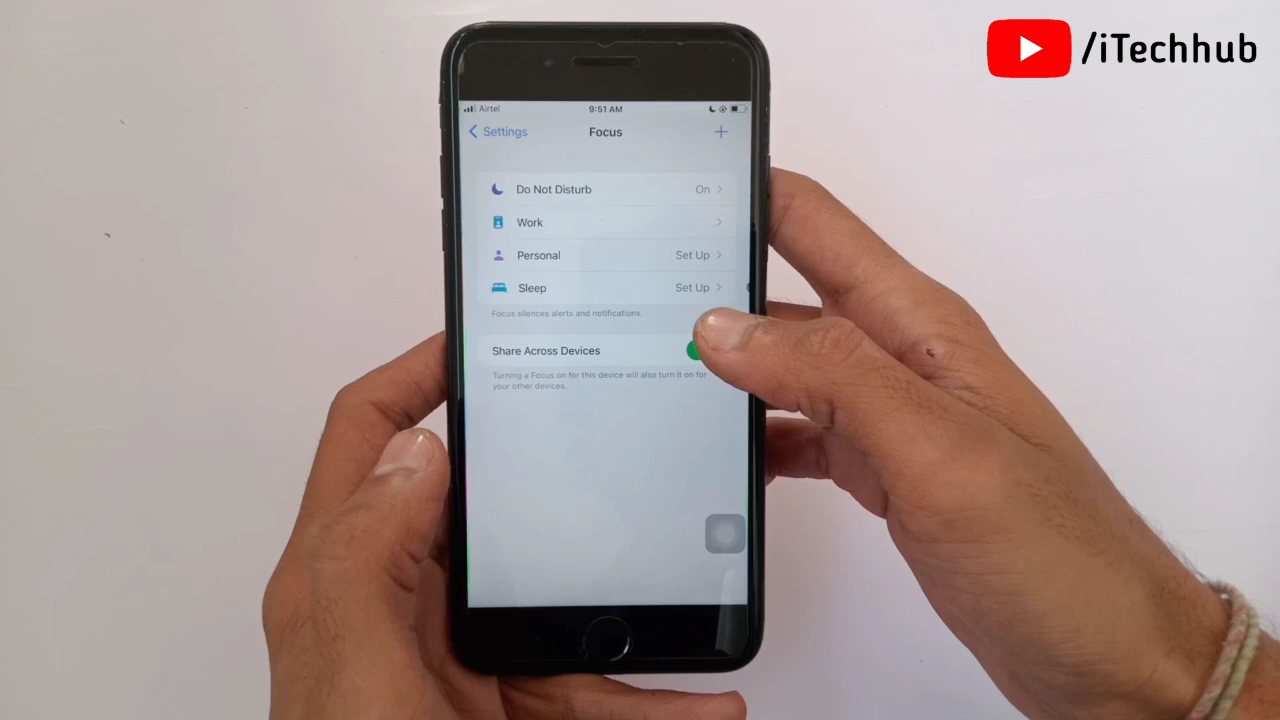 /iTechhub
Airtel 9:51 AM
Settings Focus +
Do Not Disturb On
Work
Personal Set Up
Sleep Set Up
Focus silences alerts and notifications.
Share Across Devices
Turning a Focus on for this device will also turn it on for
your other devices.